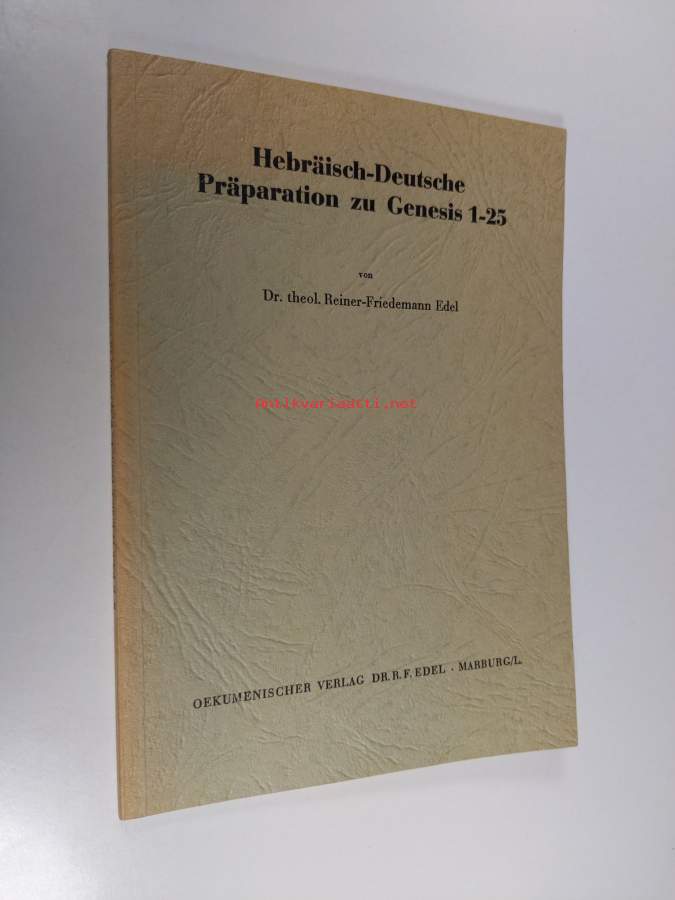 Hebräisch-Deutsche
Präparation zu Genesis 1-25
von
Dr. theol. Reiner-Friedemann Edel
antikvariaatti.net
OEKUMENISCHER VERLAG DR. R. F. EDEL · MARBURG/L.